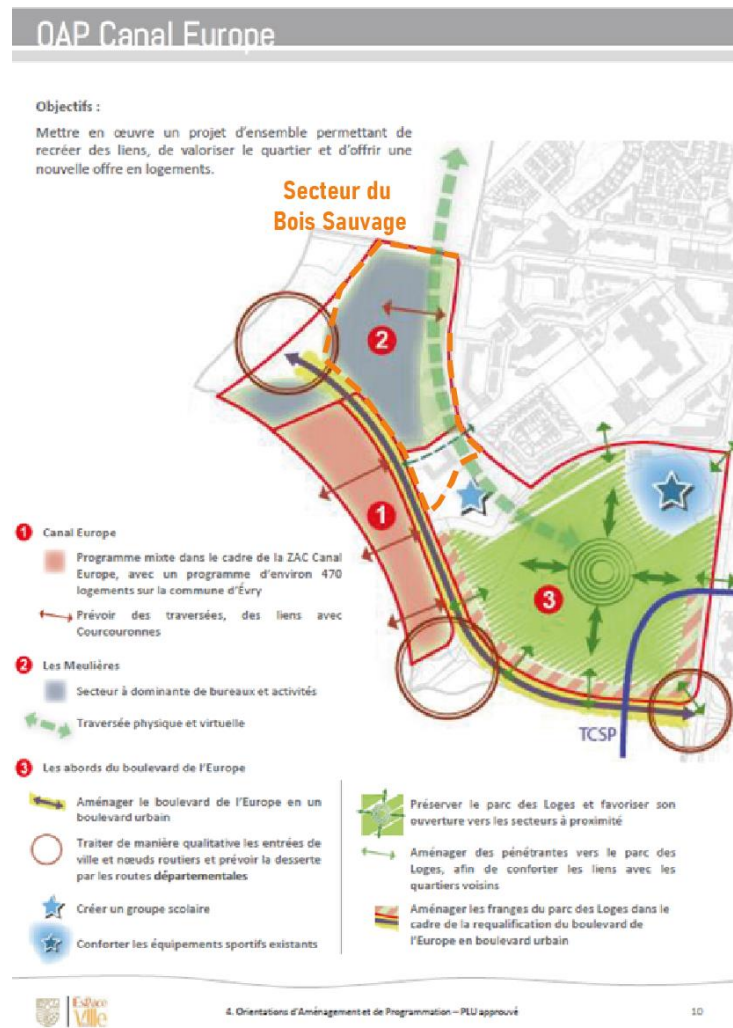 OAP Canal Europe
Objectifs :
Mettre en œuvre un projet d'ensemble permettant de
recréer des liens, de valoriser le quartier et d'offrir une
nouvelle offre en logements.
Secteur du
Bois Sauvage
2
1
3
TCSP
1 Canal Europe
Programme mixte dans le cadre de la ZAC Canal
Europe, avec un programme d'environ 470
logements sur la commune d'Évry
Prévoir des traversées, des liens avec
Courcouronnes
2 Les Meulières
Secteur à dominante de bureaux et activités
Traversée physique et virtuelle
3 Les abords du boulevard de l'Europe
Aménager le boulevard de l'Europe en un
boulevard urbain
Traiter de manière qualitative les entrées de
ville et nœuds routiers et prévoir la desserte
par les routes départementales
Créer un groupe scolaire
Conforter les équipements sportifs existants
Préserver le parc des Loges et favoriser son
ouverture vers les secteurs à proximité
Aménager des pénétrantes vers le parc des
Loges, afin de conforter les liens avec les
quartiers voisins
Aménager les franges du parc des Loges dans le
cadre de la requalification du boulevard de
l'Europe en boulevard urbain
EsPace
Ville
4. Orientations d'Aménagement et de Programmation – PLU approuvé
10